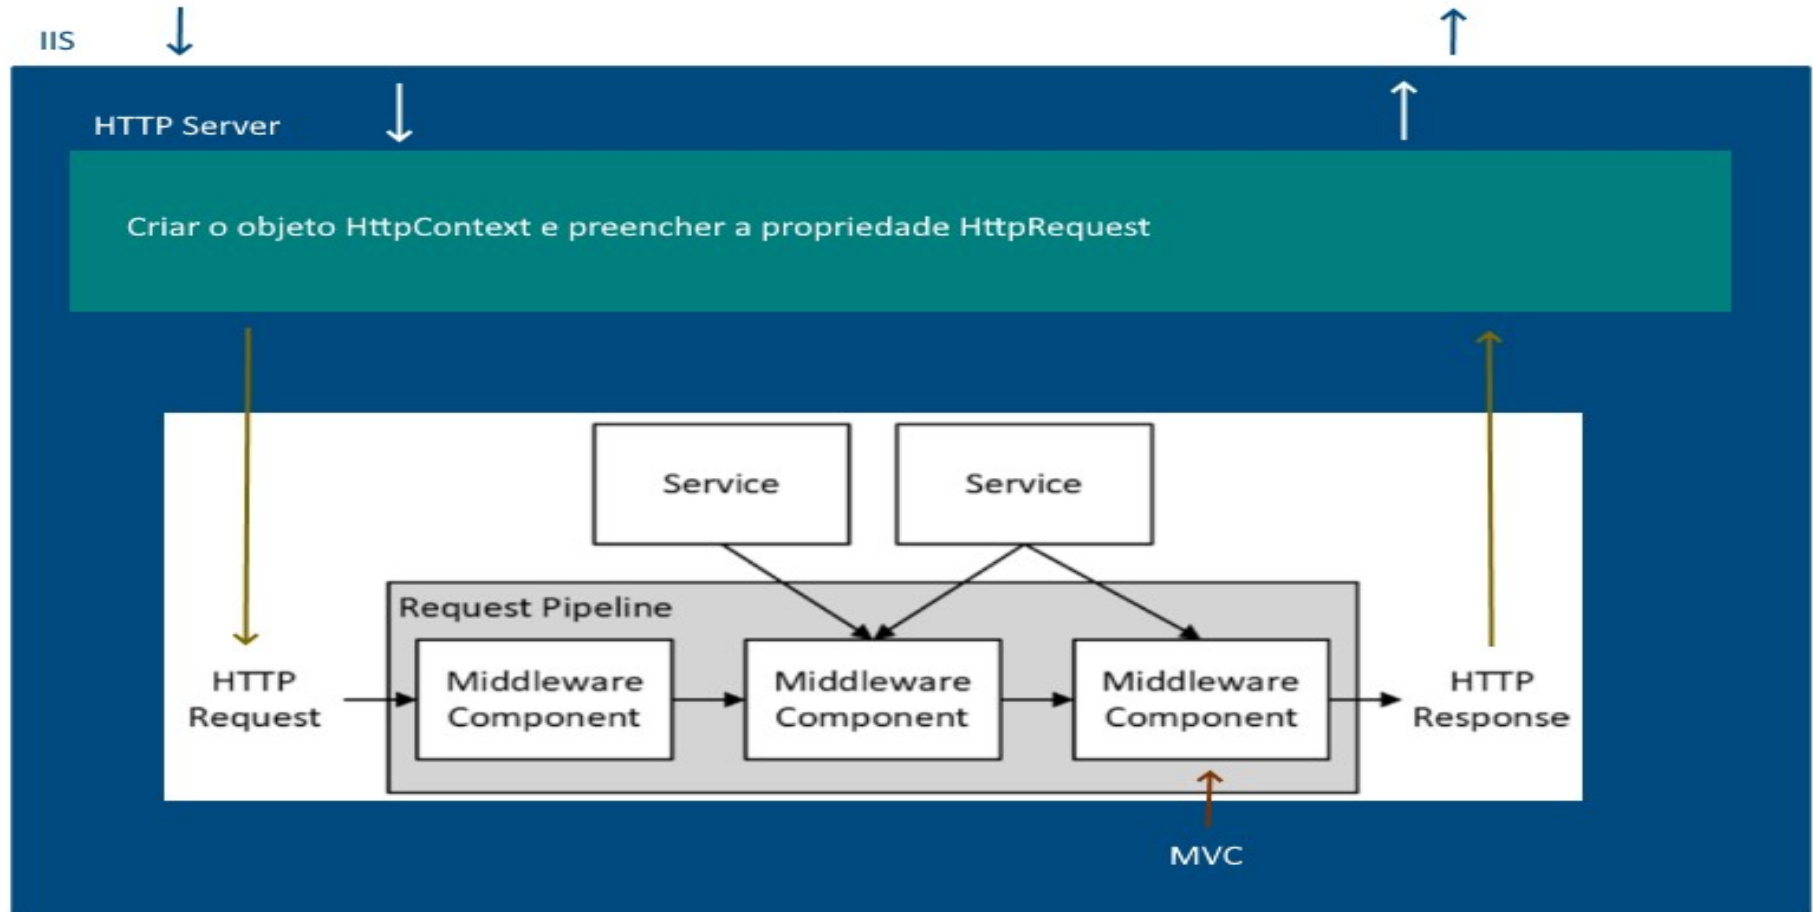 IIS
HTTP Server
Criar o objeto HttpContext e preencher a propriedade HttpRequest
Service
Service
Request Pipeline
HTTP
Request
Middleware
Component
Middleware
Component
Middleware
Component
HTTP
Response
MVC